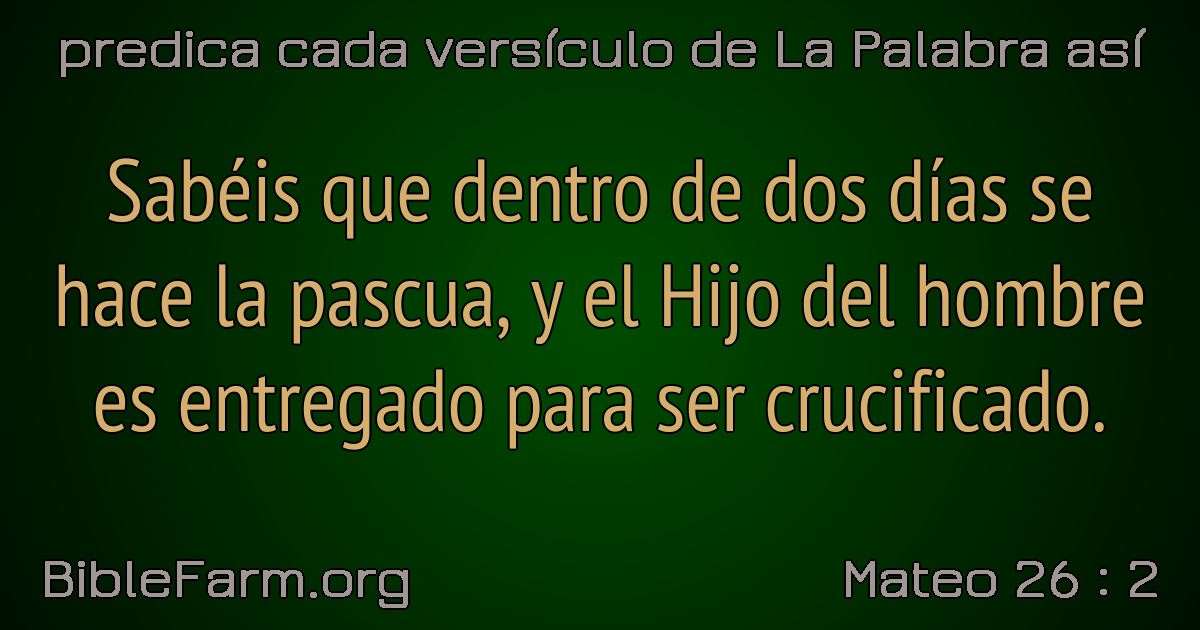 predica cada versículo de La Palabra así
Sabéis que dentro de dos días se
hace la pascua, y el Hijo del hombre
es entregado para ser crucificado.
BibleFarm.org
Mateo 26 : 2